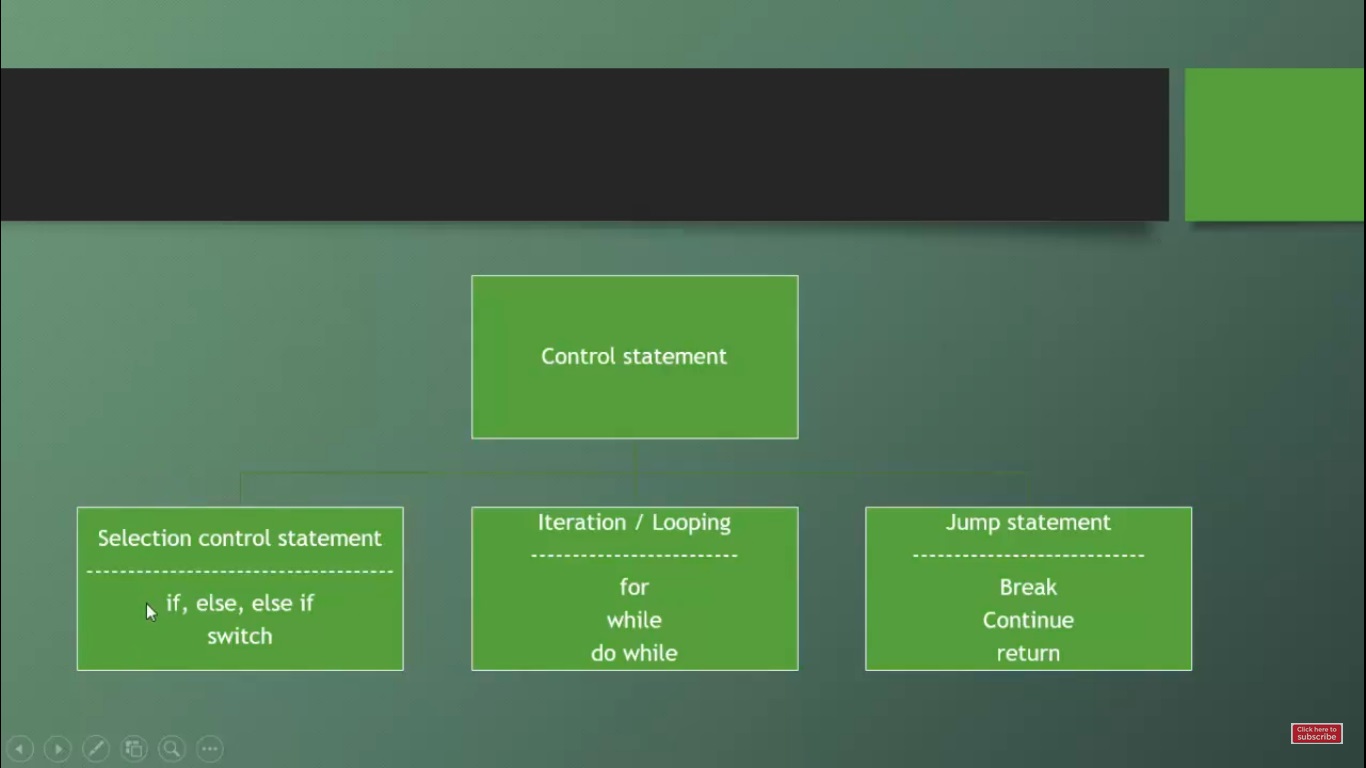 Control statement
Selection control statement
------------------------------------
if, else, else if
switch
Iteration / Looping
------------------------
for
while
do while
Jump statement
---------------------------
Break
Continue
return
Click here to
subscribe